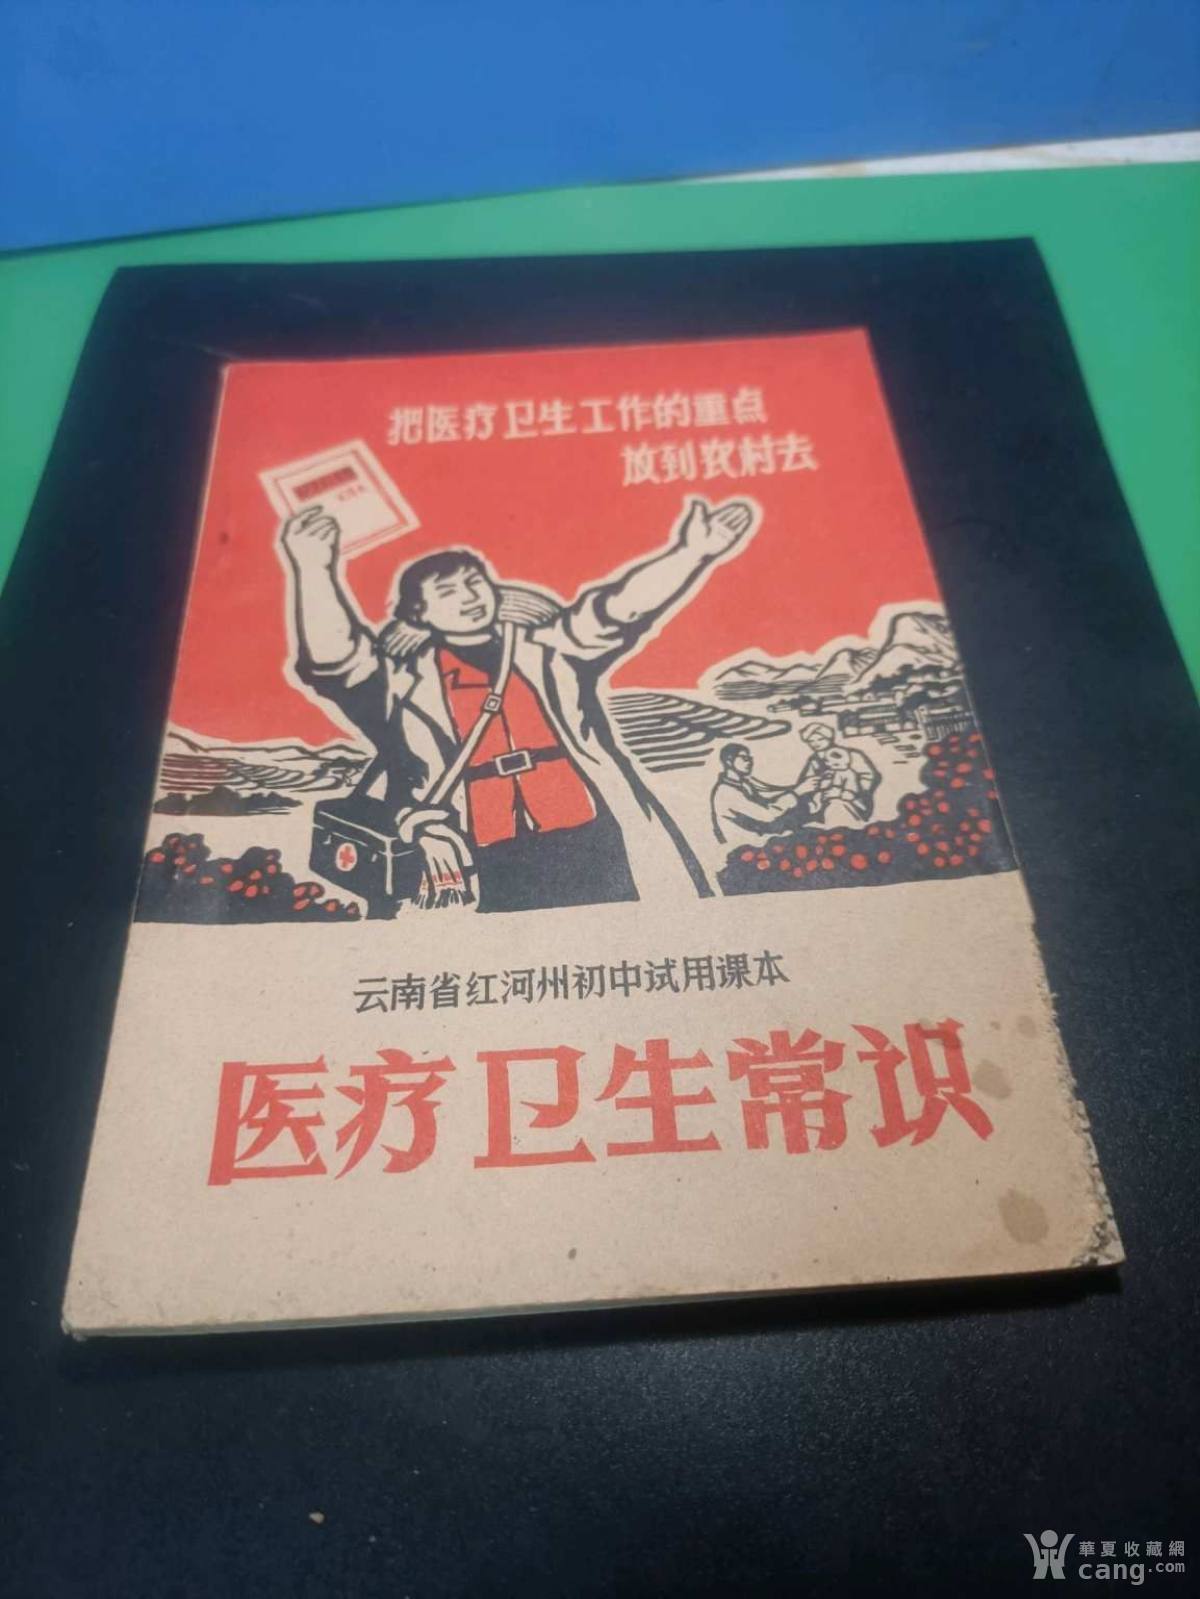 把医疗卫生工作的重点
放到农村去
云南省红河州初中试用课本
医疗卫生常识
華夏收藏網
cang.com